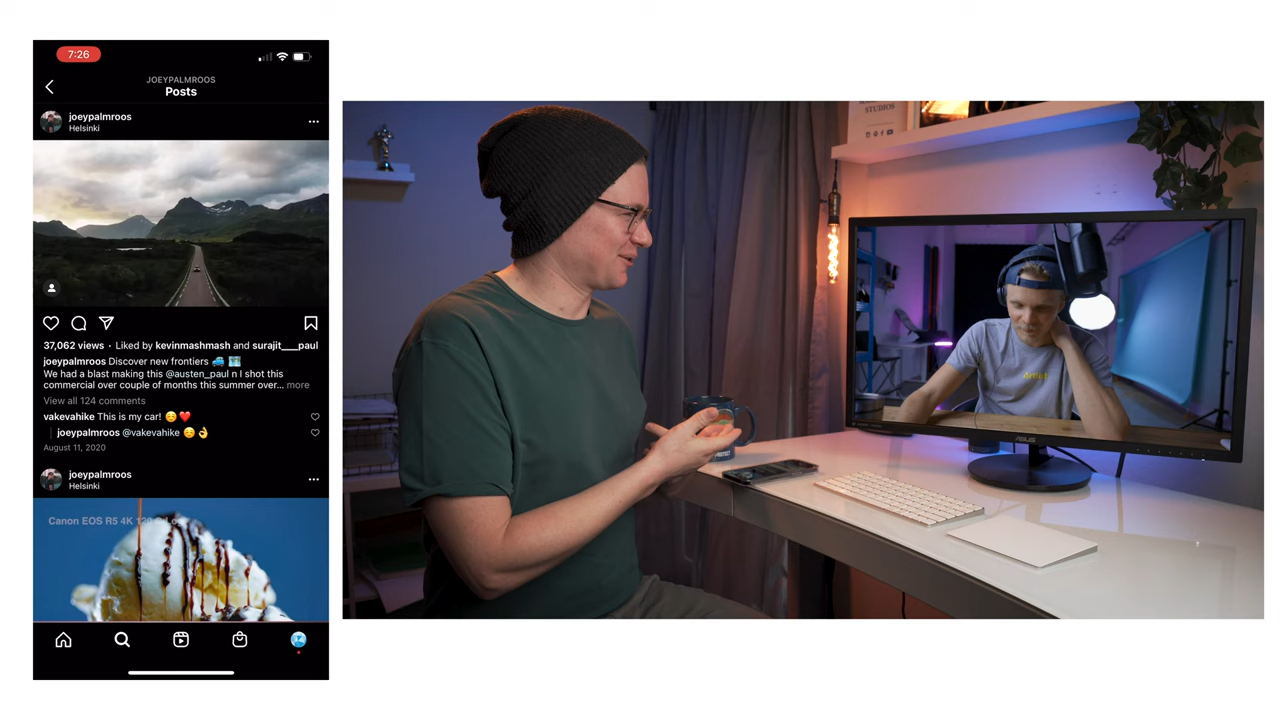 7:26
JOEYPALMROOS
Posts
joeypalmroos
Helsinki
37,062 views · Liked by kevinmashmash and surajit___paul
joeypalmroos Discover new frontiers 🚙 🗺️
We had a blast making this @austen_paul n I shot this
commercial over couple of months this summer over... more
View all 124 comments
vakevahike This is my car! ☺️❤️
joeypalmroos @vakevahike ☺️👌
August 11, 2020
joeypalmroos
Helsinki
Canon EOS R5 4K 120 C-Log
STUDIOS
ASUS